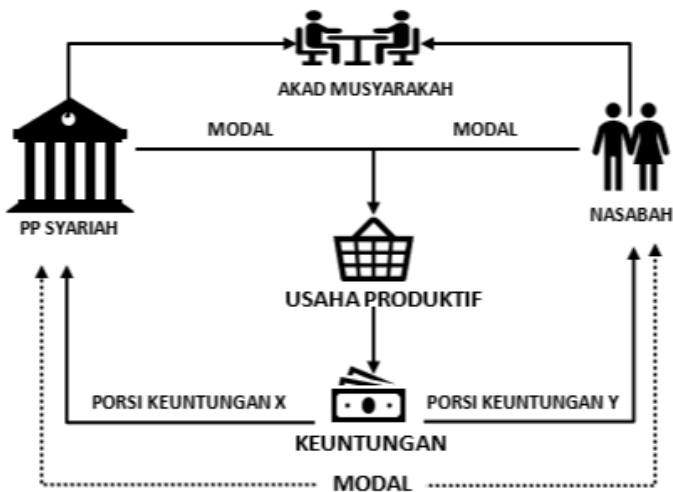 AKAD MUSYARAKAH
MODAL MODAL
PP SYARIAH
NASABAH
USAHA PRODUKTIF
PORSI KEUNTUNGAN X
PORSI KEUNTUNGAN Y
KEUNTUNGAN
MODAL